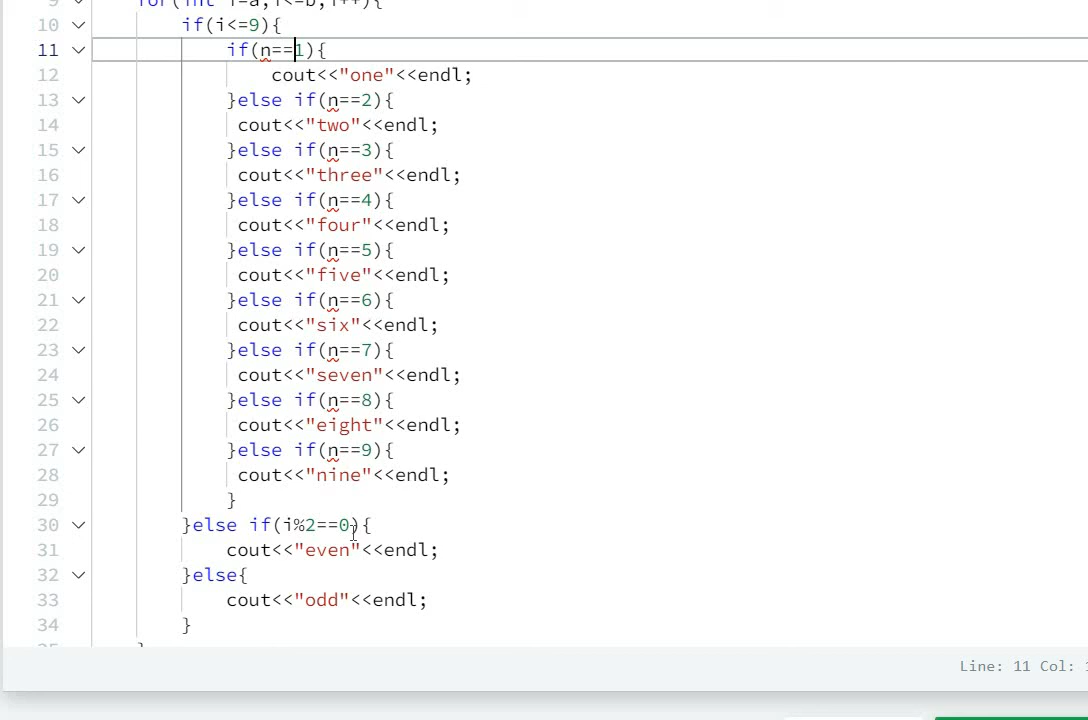 9 for(int i=a;i<=b;i++){
10 if(i<=9){
11 if(n==1){
12 cout<<"one"<<endl;
13 }else if(n==2){
14 cout<<"two"<<endl;
15 }else if(n==3){
16 cout<<"three"<<endl;
17 }else if(n==4){
18 cout<<"four"<<endl;
19 }else if(n==5){
20 cout<<"five"<<endl;
21 }else if(n==6){
22 cout<<"six"<<endl;
23 }else if(n==7){
24 cout<<"seven"<<endl;
25 }else if(n==8){
26 cout<<"eight"<<endl;
27 }else if(n==9){
28 cout<<"nine"<<endl;
29 }
30 }else if(i%2==0){
31 cout<<"even"<<endl;
32 }else{
33 cout<<"odd"<<endl;
34 }
35 }
Line: 11 Col: